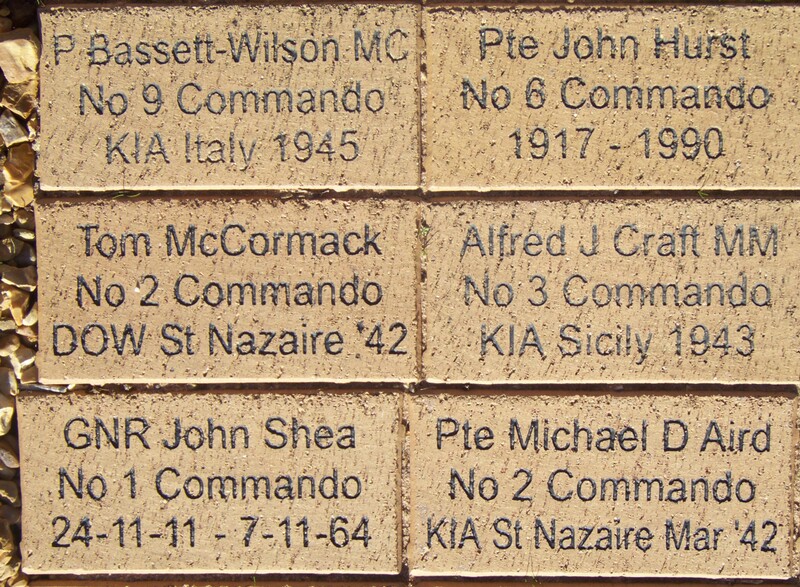 P Bassett-Wilson MC
No 9 Commando
KIA Italy 1945
Pte John Hurst
No 6 Commando
1917 - 1990
Tom McCormack
No 2 Commando
DOW St Nazaire '42
Alfred J Craft MM
No 3 Commando
KIA Sicily 1943
GNR John Shea
No 1 Commando
24-11-11 - 7-11-64
Pte Michael D Aird
No 2 Commando
KIA St Nazaire Mar '42